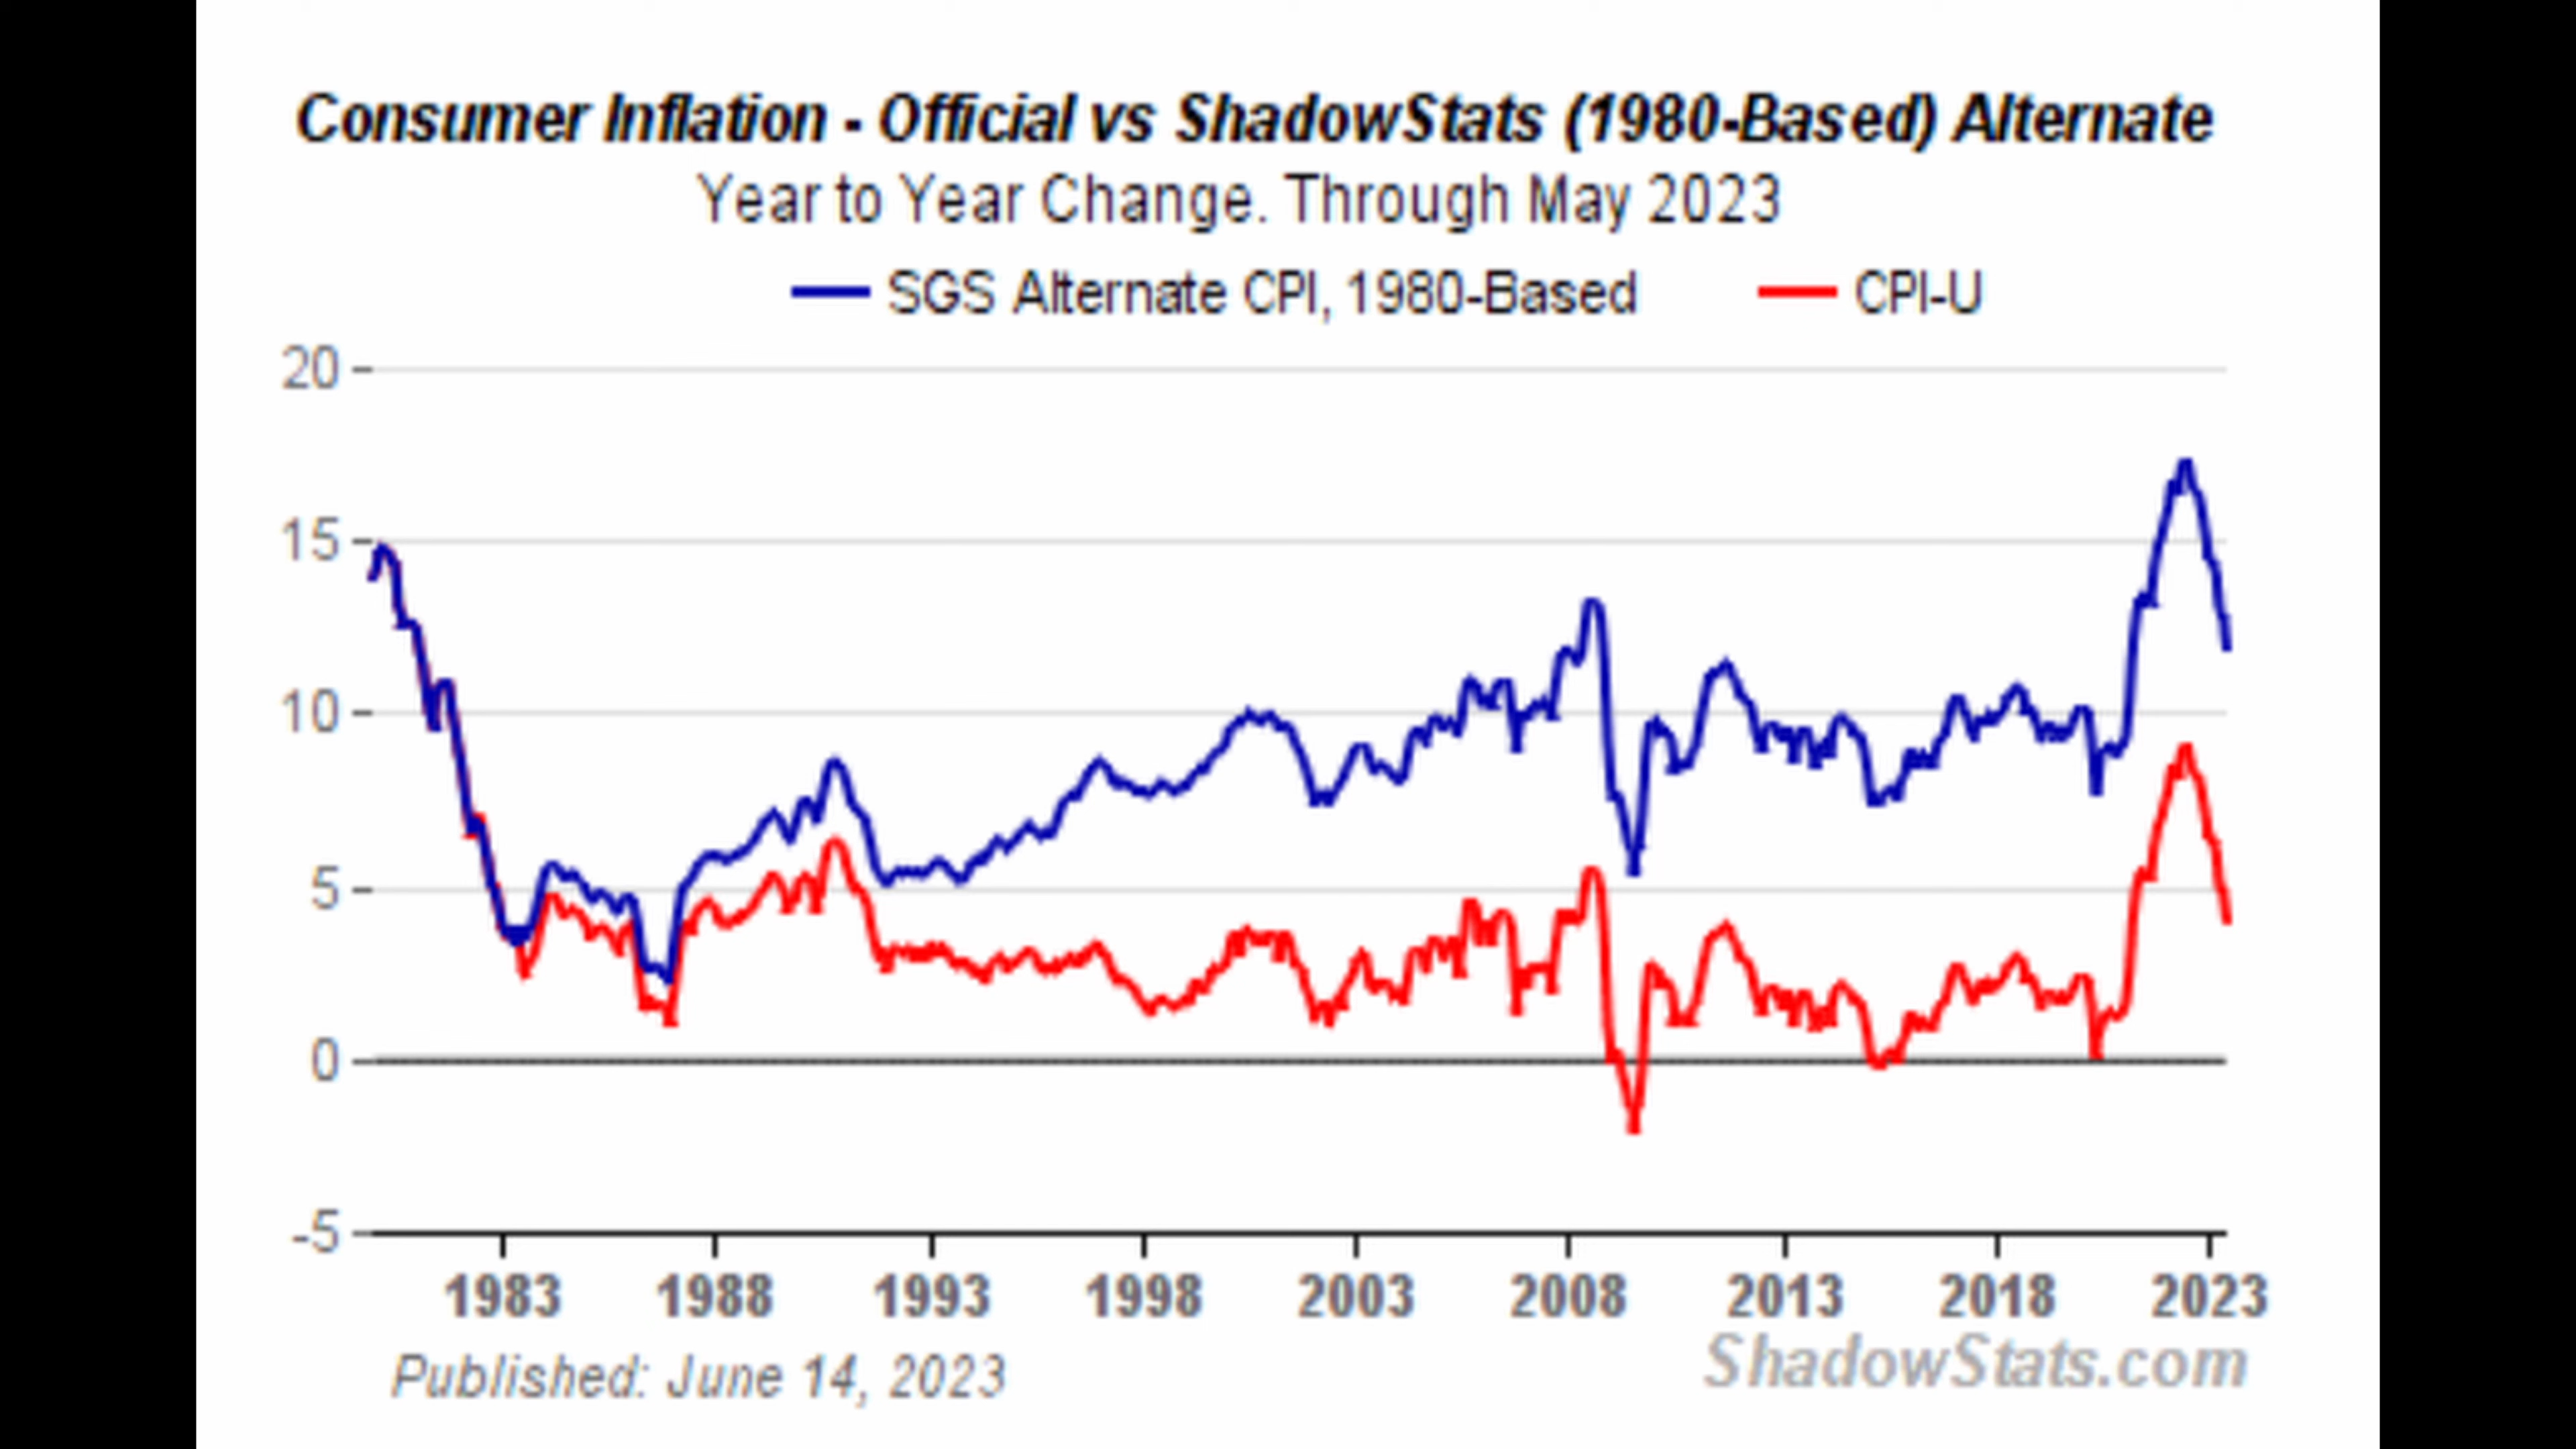 Consumer Inflation - Official vs ShadowStats (1980-Based) Alternate
Year to Year Change. Through May 2023
SGS Alternate CPI, 1980-Based CPI-U
20
15
10
5
0
-5
1983 1988 1993 1998 2003 2008 2013 2018 2023
Published: June 14, 2023
ShadowStats.com